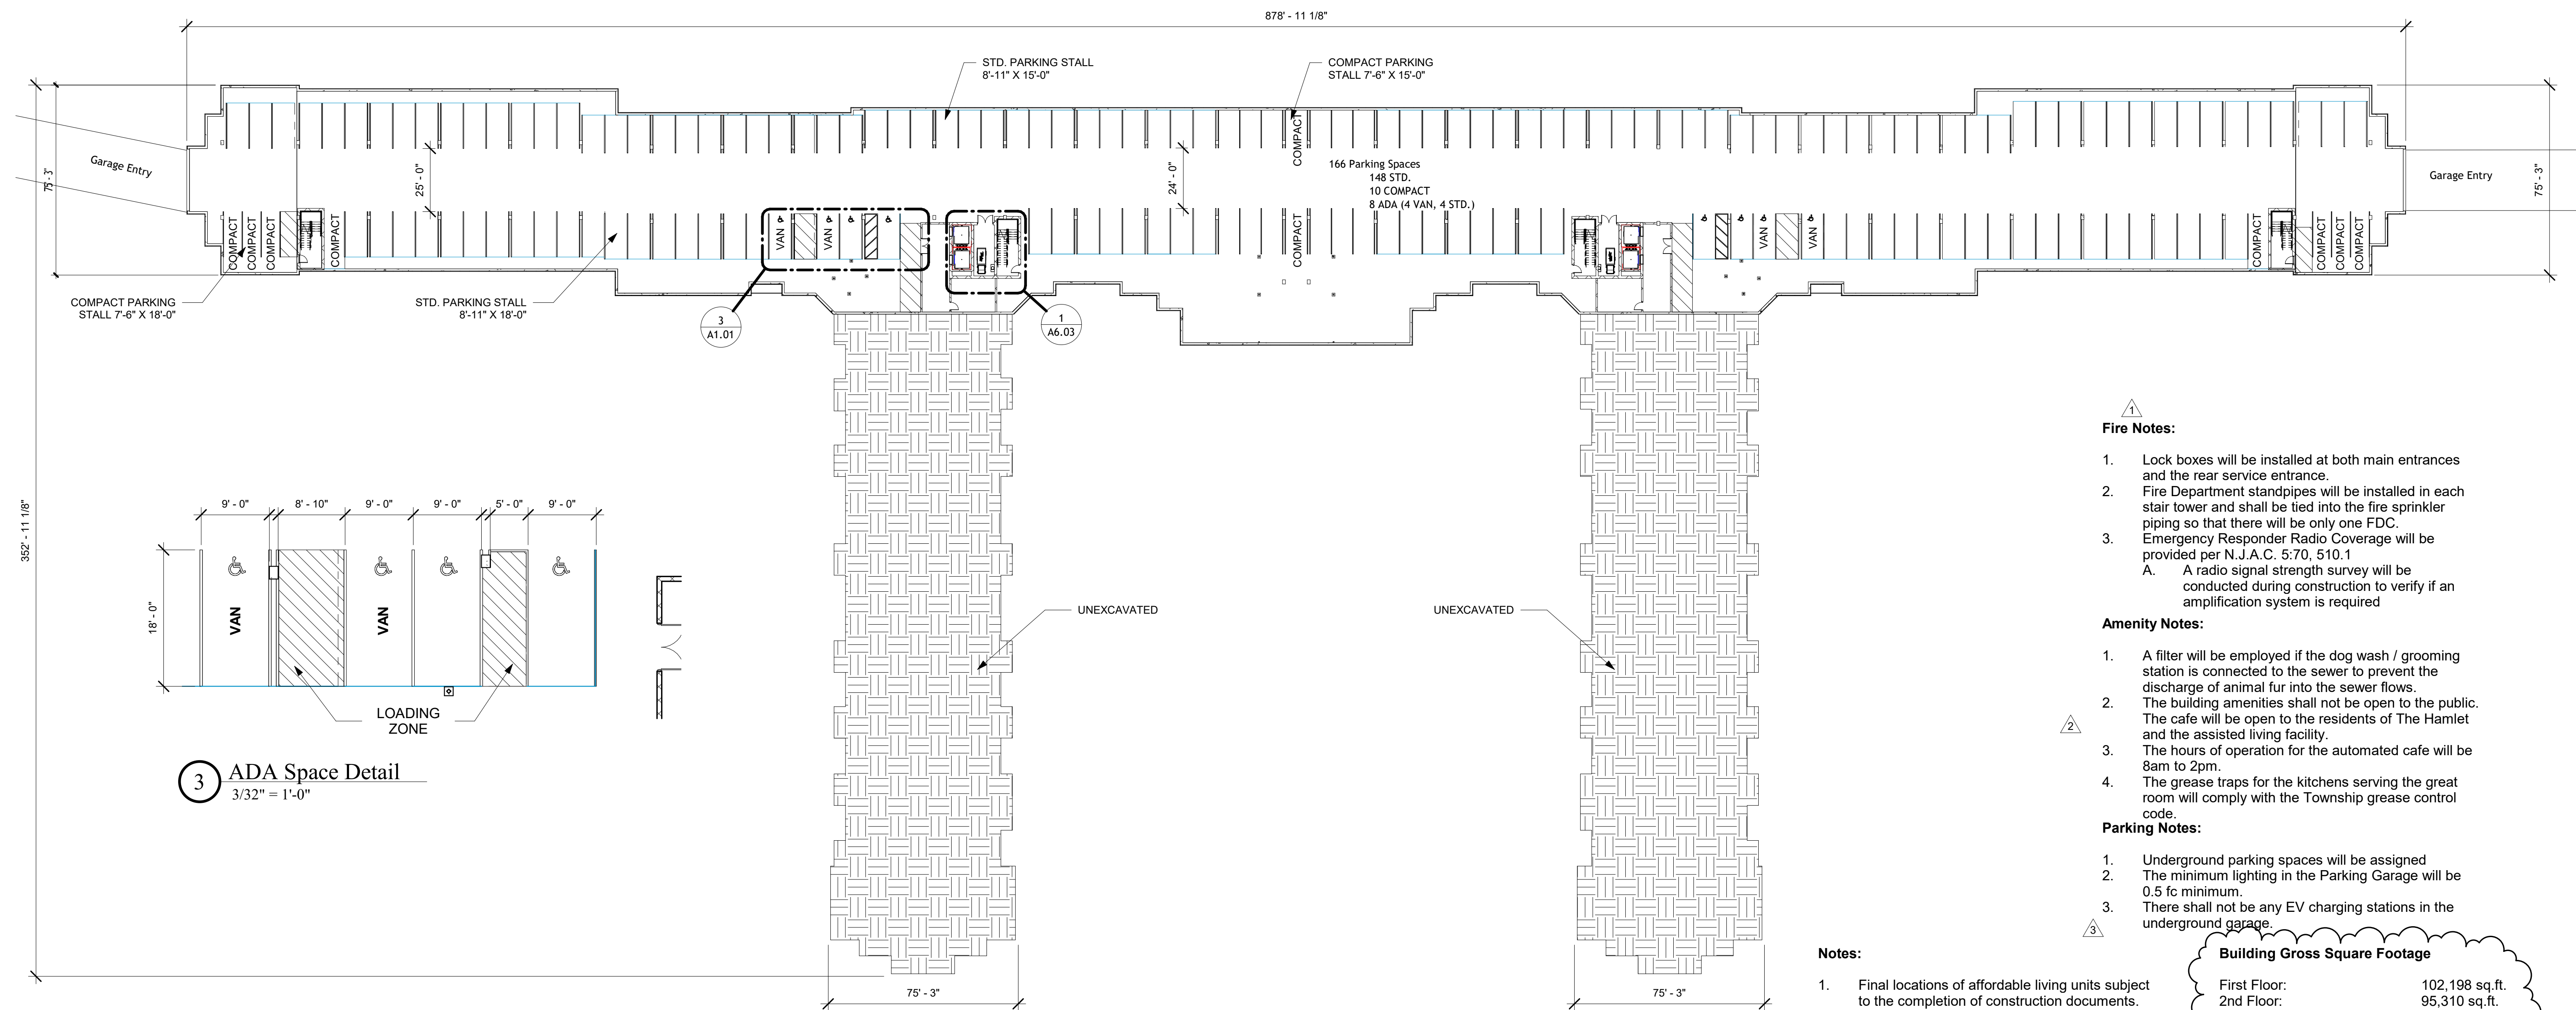 878' - 11 1/8"
STD. PARKING STALL
8'-11" X 15'-0"
COMPACT PARKING
STALL 7'-6" X 15'-0"
75' - 3"
352' - 11 1/8"
Garage Entry
25' - 0"
24' - 0"
COMPACT
166 Parking Spaces
148 STD.
10 COMPACT
8 ADA (4 VAN, 4 STD.)
Garage Entry
75' - 3"
COMPACT
COMPACT
COMPACT
COMPACT
VAN
VAN
COMPACT
VAN
VAN
COMPACT
COMPACT
COMPACT
COMPACT
COMPACT PARKING
STALL 7'-6" X 18'-0"
STD. PARKING STALL
8'-11" X 18'-0"
3
A1.01
1
A6.03
9' - 0"
8' - 10"
9' - 0"
9' - 0"
5' - 0"
9' - 0"
18' - 0"
VAN
VAN
LOADING
ZONE
3
ADA Space Detail
3/32" = 1'-0"
UNEXCAVATED
UNEXCAVATED
75' - 3"
75' - 3"
1
Fire Notes:
1. Lock boxes will be installed at both main entrances
and the rear service entrance.
2. Fire Department standpipes will be installed in each
stair tower and shall be tied into the fire sprinkler
piping so that there will be only one FDC.
3. Emergency Responder Radio Coverage will be
provided per N.J.A.C. 5:70, 510.1
A. A radio signal strength survey will be
conducted during construction to verify if an
amplification system is required
Amenity Notes:
1. A filter will be employed if the dog wash / grooming
station is connected to the sewer to prevent the
discharge of animal fur into the sewer flows.
2. The building amenities shall not be open to the public.
2
The cafe will be open to the residents of The Hamlet
and the assisted living facility.
3. The hours of operation for the automated cafe will be
8am to 2pm.
4. The grease traps for the kitchens serving the great
room will comply with the Township grease control
code.
Parking Notes:
1. Underground parking spaces will be assigned
2. The minimum lighting in the Parking Garage will be
0.5 fc minimum.
3. There shall not be any EV charging stations in the
underground garage.
3
Notes:
1. Final locations of affordable living units subject
to the completion of construction documents.
Building Gross Square Footage
First Floor: 102,198 sq.ft.
2nd Floor: 95,310 sq.ft.